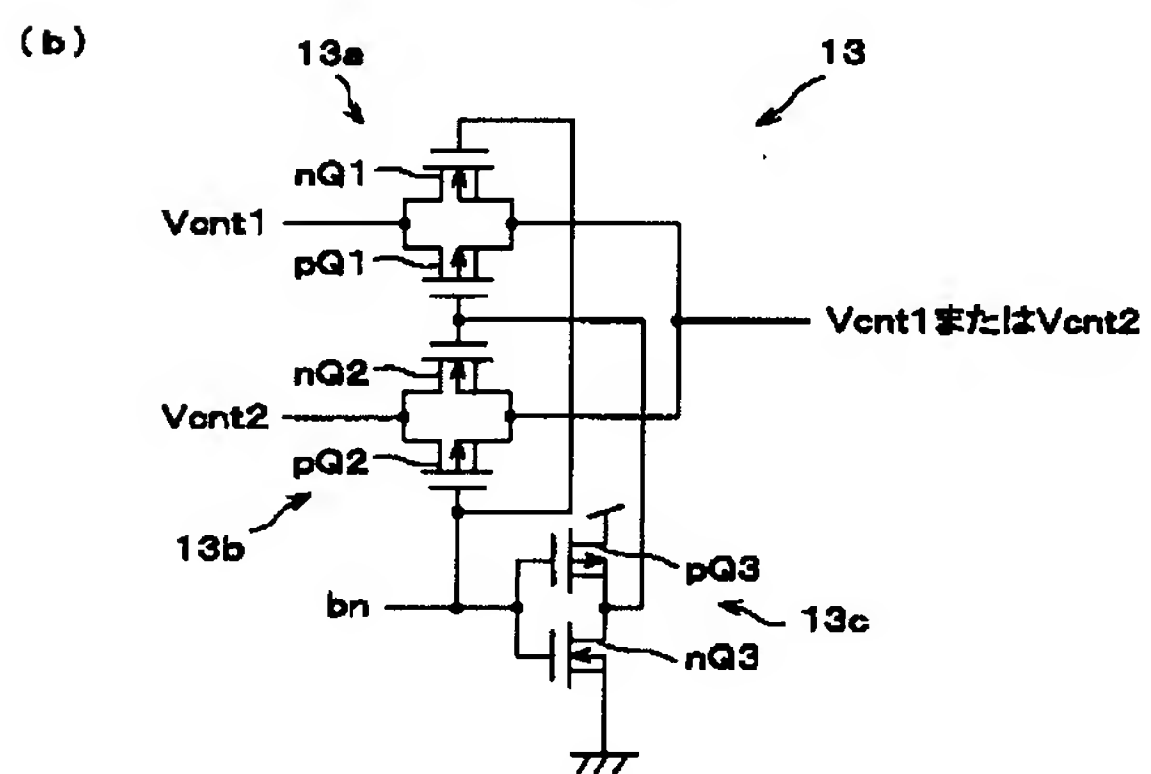 (b)
13a
13
nQ1
Vcnt1
pQ1
Vcnt1またはVcnt2
nQ2
Vcnt2
pQ2
13b
pQ3
bn
13c
nQ3